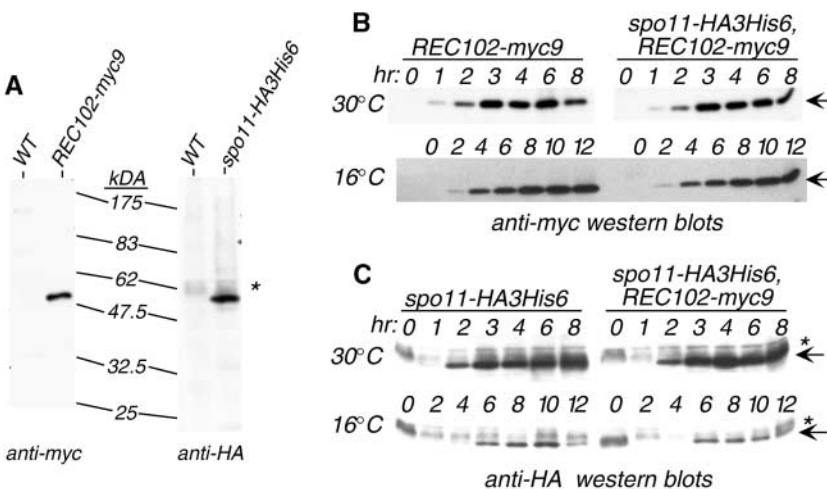 A
WT
REC102-myc9
kDA
175
83
62
47.5
32.5
25
WT
spo11-HA3His6
*
anti-myc
anti-HA
B
REC102-myc9
spo11-HA3His6,
REC102-myc9
hr: 0 1 2 3 4 6 8 0 1 2 3 4 6 8
30°C
0 2 4 6 8 10 12 0 2 4 6 8 10 12
16°C
anti-myc western blots
C
spo11-HA3His6
spo11-HA3His6,
REC102-myc9
hr: 0 1 2 3 4 6 8 0 1 2 3 4 6 8
30°C *
0 2 4 6 8 10 12 0 2 4 6 8 10 12
16°C *
anti-HA western blots